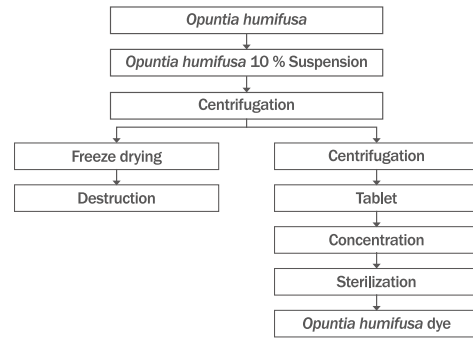 Opuntia humifusa
Opuntia humifusa 10 % Suspension
Centrifugation
Freeze drying
Destruction
Centrifugation
Tablet
Concentration
Sterilization
Opuntia humifusa dye